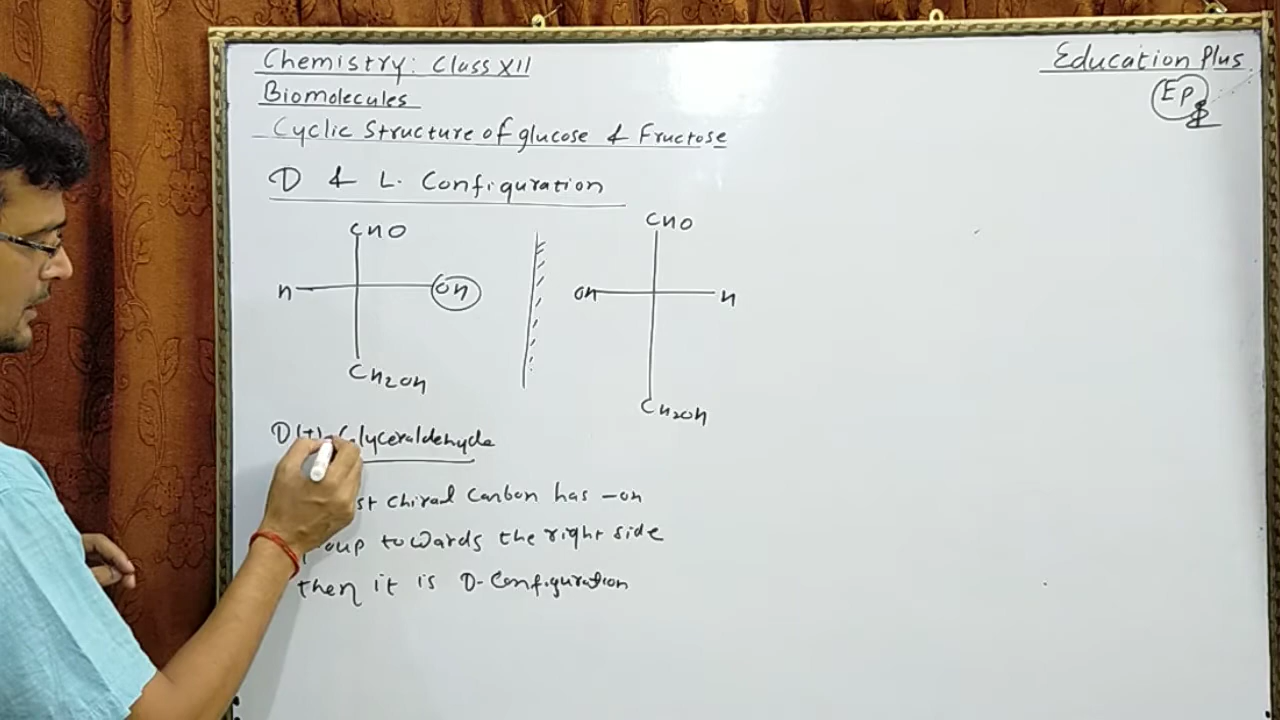 Chemistry: Class XII
Education Plus
EP
Biomolecules
Cyclic Structure of glucose & Fructose
D & L. Configuration
CHO
CHO
H
OH
OH
H
CH2OH
CH2OH
D(+)-Glyceraldehyde
st chiral Carbon has -OH
oup towards the right side
then it is D-Configuration